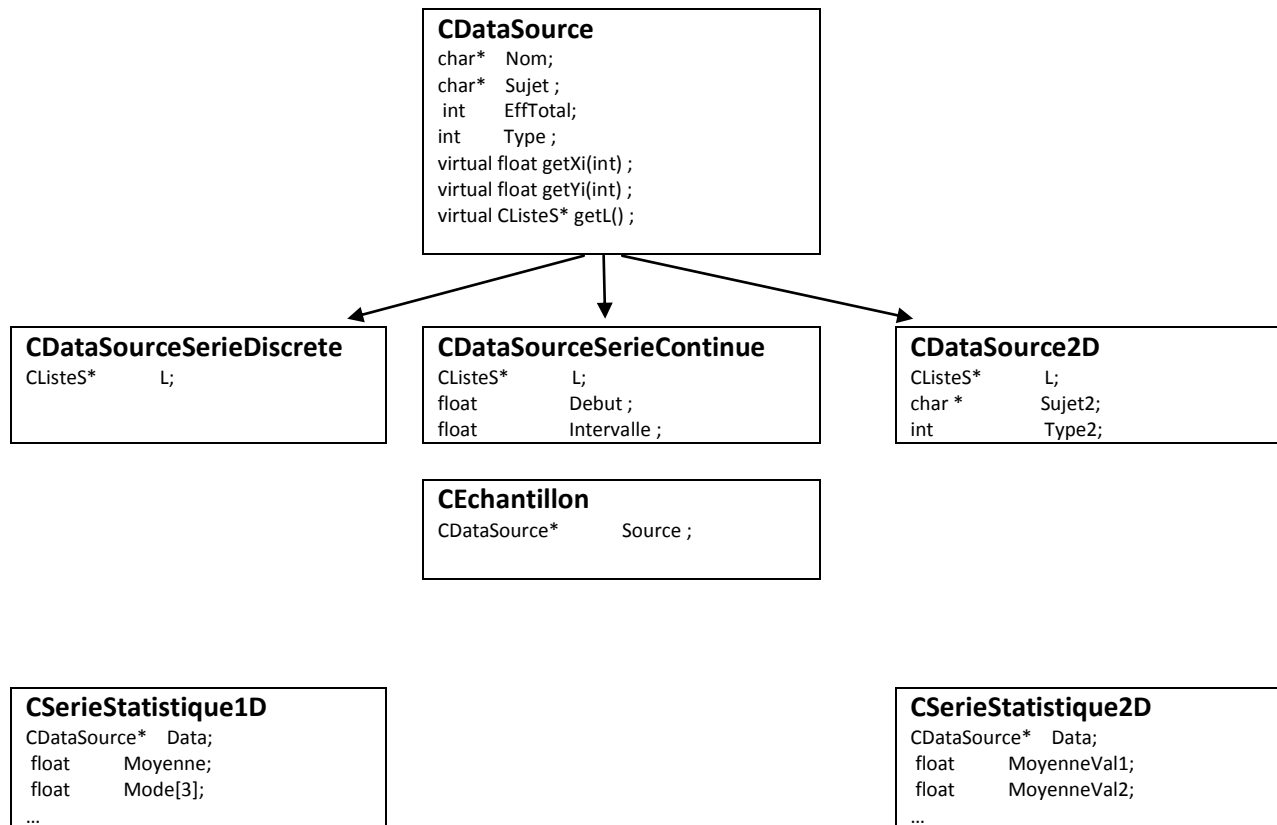 CDataSource
char* Nom;
char* Sujet ;
int EffTotal;
int Type ;
virtual float getXi(int) ;
virtual float getYi(int) ;
virtual CListeS* getL() ;
CDataSourceSerieDiscrete
CListeS* L;
CDataSourceSerieContinue
CListeS* L;
float Debut ;
float Intervalle ;
CDataSource2D
CListeS* L;
char * Sujet2;
int Type2;
CEchantillon
CDataSource* Source ;
CSerieStatistique1D
CDataSource* Data;
float Moyenne;
float Mode[3];
…
CSerieStatistique2D
CDataSource* Data;
float MoyenneVal1;
float MoyenneVal2;
…